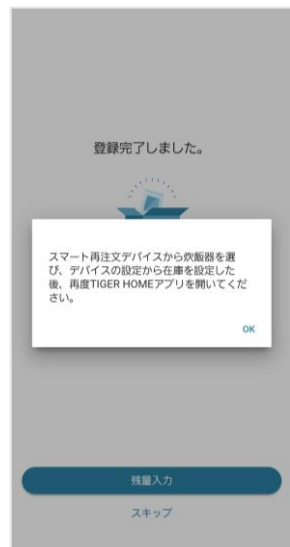 登録完了しました。
スマート再注文デバイスから炊飯器を選
び、デバイスの設定から在庫を設定した
後、再度TIGER HOMEアプリを開いてくだ
さい。
OK
残量入力
スキップ